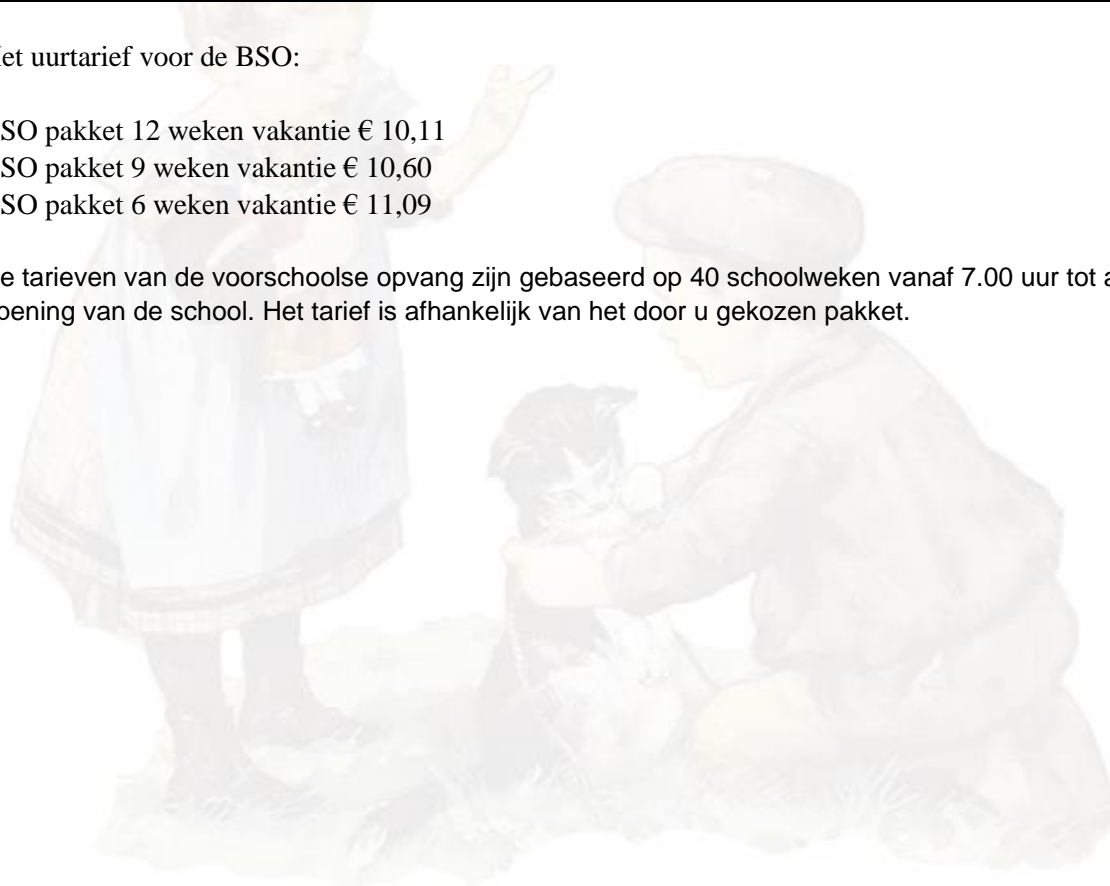 et uurtarief voor de BSO:
SO pakket 12 weken vakantie € 10,11
SO pakket 9 weken vakantie € 10,60
SO pakket 6 weken vakantie € 11,09
e tarieven van de voorschoolse opvang zijn gebaseerd op 40 schoolweken vanaf 7.00 uur tot a
pening van de school. Het tarief is afhankelijk van het door u gekozen pakket.